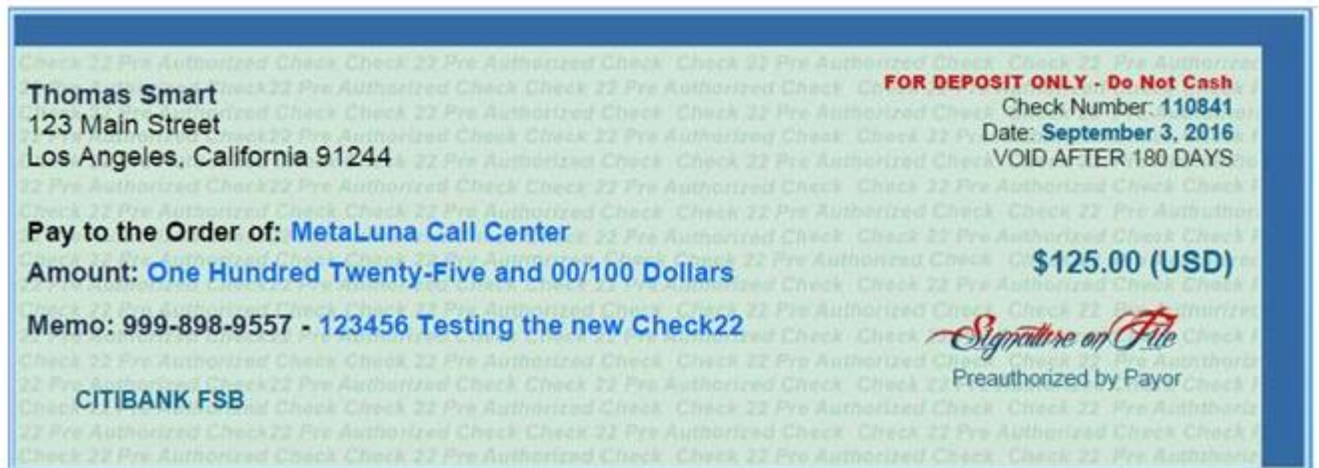 Thomas Smart
123 Main Street
Los Angeles, California 91244
FOR DEPOSIT ONLY - Do Not Cash
Check Number: 110841
Date: September 3, 2016
VOID AFTER 180 DAYS
Pay to the Order of: MetaLuna Call Center
Amount: One Hundred Twenty-Five and 00/100 Dollars
$125.00 (USD)
Memo: 999-898-9557 - 123456 Testing the new Check22
Signature on File
Preauthorized by Payor
CITIBANK FSB